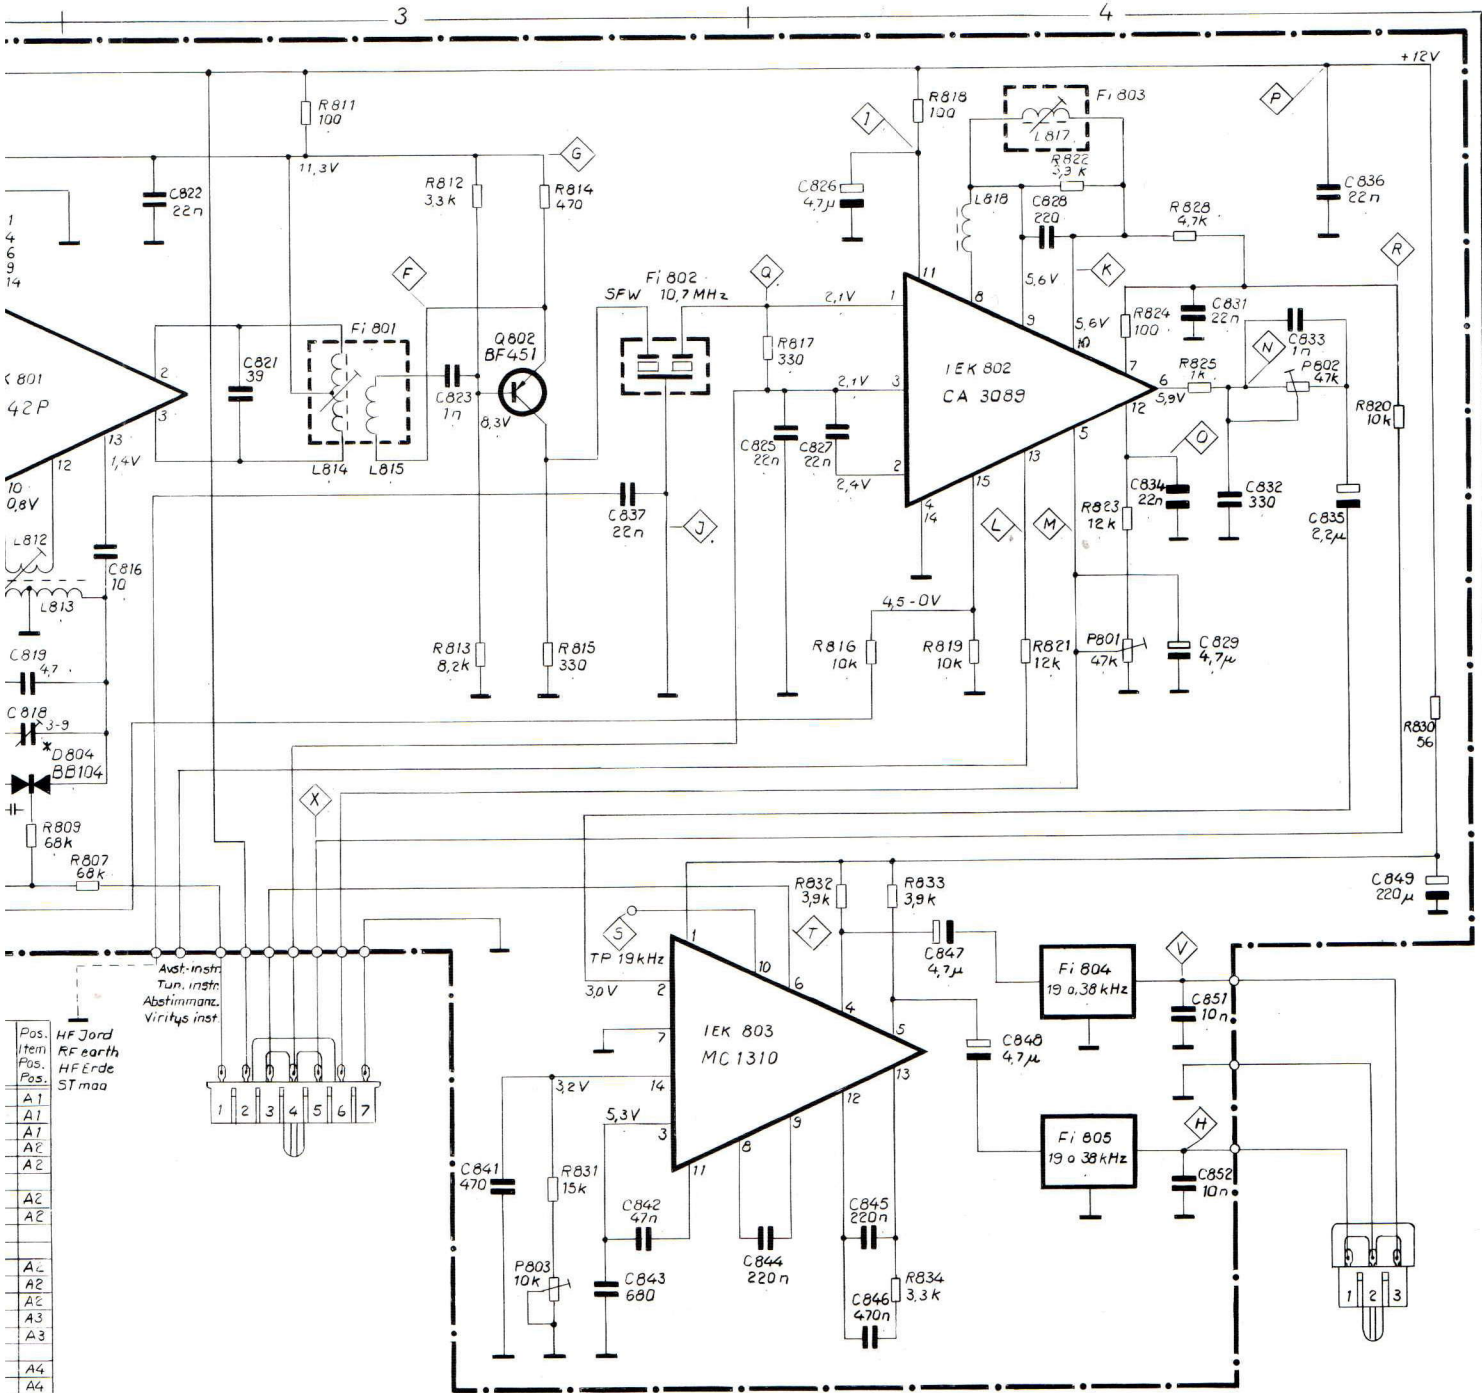 3
4
+12V
R811
100
R818
100
Fi 803
L817
P
I
G
11,3V
C822
22n
R812
3,3k
R814
470
C826
4,7µ
R822
3,3k
L818
C828
220
R828
4,7k
C836
22n
1
4
6
9
14
F
Fi 802
SFW 10,7MHz
Q
11
8
5,6V
9
K
R
2,1V
1
5,6V
10
R824
100
C831
22n
C833
1n
Fi 801
Q802
BF451
R817
330
N
P802
47k
K 801
42P
2
3
C821
39
C823
1n
8,3V
2,1V
3
IEK 802
CA 3089
7
R825
1k
6
5,9V
12
R820
10k
13
1,4V
12
10
0,8V
L814
L815
C825
22n
C827
22n
2
2,4V
5
13
15
O
C837
22n
J
4
14
L
M
R823
12k
C834
22n
C832
330
C835
2,2µ
L812
C816
10
L813
4,5-0V
C819
4,7
R813
8,2k
R815
330
R816
10k
R819
10k
R821
12k
P801
47k
C829
4,7µ
C818
3-9
*
D804
BB104
R830
56
X
R809
68k
R807
68k
R832
3,9k
R833
3,9k
C849
220µ
S
TP 19kHz
T
1
10
6
C847
4,7µ
V
Avst.-instr.
Tun. instr.
Abstimmanz.
Viritys inst.
3,0V
2
4
Fi 804
19 o. 38 kHz
C851
10n
Pos.
Item
Pos.
Pos.
HF Jord
RF earth
HF Erde
ST maa
7
IEK 803
MC1310
5
C848
4,7µ
3,2V
14
13
12
A1
A1
A1
A2
A2
A2
A2
A2
A2
A2
A3
A3
A4
A4
1 2 3 4 5 6 7
5,3V
3
9
8
11
H
Fi 805
19 o 38kHz
C841
470
R831
15k
C852
10n
C842
47n
C845
220n
C844
220n
P803
10k
C843
680
C846
470n
R834
3,3k
1 2 3